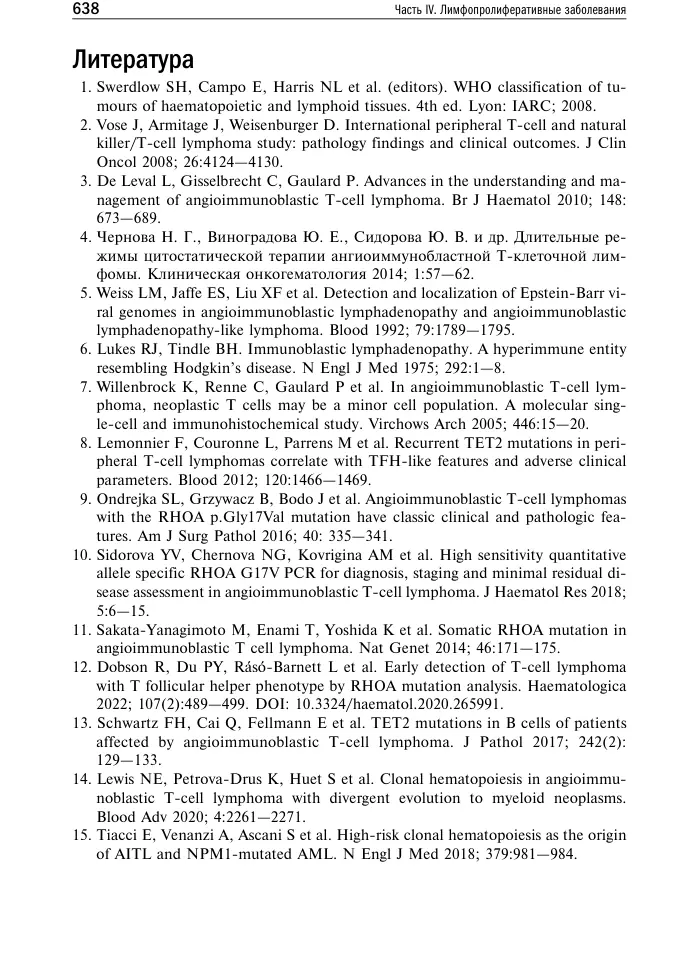 638
Часть IV. Лимфопролиферативные заболевания
Литература
1. Swerdlow SH, Campo E, Harris NL et al. (editors). WHO classification of tu-
mours of haematopoietic and lymphoid tissues. 4th ed. Lyon: IARC; 2008.
2. Vose J, Armitage J, Weisenburger D. International peripheral T-cell and natural
killer/T-cell lymphoma study: pathology findings and clinical outcomes. J Clin
Oncol 2008; 26:4124—4130.
3. De Leval L, Gisselbrecht C, Gaulard P. Advances in the understanding and ma-
nagement of angioimmunoblastic T-cell lymphoma. Br J Haematol 2010; 148:
673—689.
4. Чернова Н. Г., Виноградова Ю. Е., Сидорова Ю. В. и др. Длительные ре-
жимы цитостатической терапии ангиоиммунобластной Т-клеточной лим-
фомы. Клиническая онкогематология 2014; 1:57—62.
5. Weiss LM, Jaffe ES, Liu XF et al. Detection and localization of Epstein-Barr vi-
ral genomes in angioimmunoblastic lymphadenopathy and angioimmunoblastic
lymphadenopathy-like lymphoma. Blood 1992; 79:1789—1795.
6. Lukes RJ, Tindle BH. Immunoblastic lymphadenopathy. A hyperimmune entity
resembling Hodgkin's disease. N Engl J Med 1975; 292:1—8.
7. Willenbrock K, Renne C, Gaulard P et al. In angioimmunoblastic T-cell lym-
phoma, neoplastic T cells may be a minor cell population. A molecular sing-
le-cell and immunohistochemical study. Virchows Arch 2005; 446:15—20.
8. Lemonnier F, Couronne L, Parrens M et al. Recurrent TET2 mutations in peri-
pheral T-cell lymphomas correlate with TFH-like features and adverse clinical
parameters. Blood 2012; 120:1466—1469.
9. Ondrejka SL, Grzywacz B, Bodo J et al. Angioimmunoblastic T-cell lymphomas
with the RHOA p.Gly17Val mutation have classic clinical and pathologic fea-
tures. Am J Surg Pathol 2016; 40: 335—341.
10. Sidorova YV, Chernova NG, Kovrigina AM et al. High sensitivity quantitative
allele specific RHOA G17V PCR for diagnosis, staging and minimal residual di-
sease assessment in angioimmunoblastic T-cell lymphoma. J Haematol Res 2018;
5:6—15.
11. Sakata-Yanagimoto M, Enami T, Yoshida K et al. Somatic RHOA mutation in
angioimmunoblastic T cell lymphoma. Nat Genet 2014; 46:171—175.
12. Dobson R, Du PY, Rásó-Barnett L et al. Early detection of T-cell lymphoma
with T follicular helper phenotype by RHOA mutation analysis. Haematologica
2022; 107(2):489—499. DOI: 10.3324/haematol.2020.265991.
13. Schwartz FH, Cai Q, Fellmann E et al. TET2 mutations in B cells of patients
affected by angioimmunoblastic T-cell lymphoma. J Pathol 2017; 242(2):
129—133.
14. Lewis NE, Petrova-Drus K, Huet S et al. Clonal hematopoiesis in angioimmu-
noblastic T-cell lymphoma with divergent evolution to myeloid neoplasms.
Blood Adv 2020; 4:2261—2271.
15. Tiacci E, Venanzi A, Ascani S et al. High-risk clonal hematopoiesis as the origin
of AITL and NPM1-mutated AML. N Engl J Med 2018; 379:981—984.